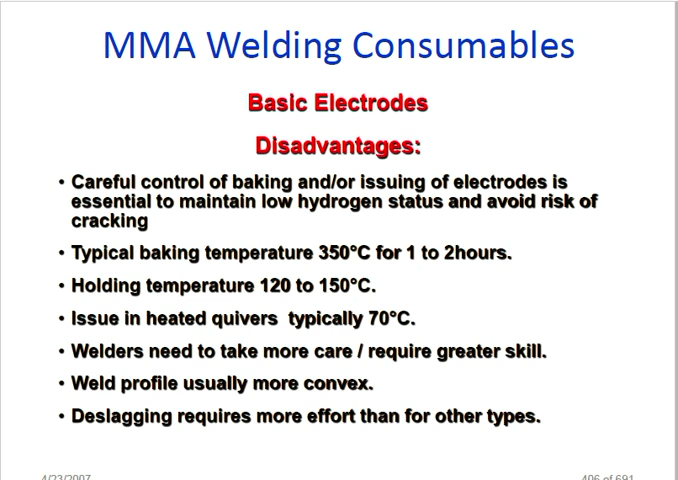 MMA Welding Consumables
Basic Electrodes
Disadvantages:
• Careful control of baking and/or issuing of electrodes is
essential to maintain low hydrogen status and avoid risk of
cracking
• Typical baking temperature 350°C for 1 to 2hours.
• Holding temperature 120 to 150°C.
• Issue in heated quivers typically 70°C.
• Welders need to take more care / require greater skill.
• Weld profile usually more convex.
• Deslagging requires more effort than for other types.
4/23/2007
406 of 691